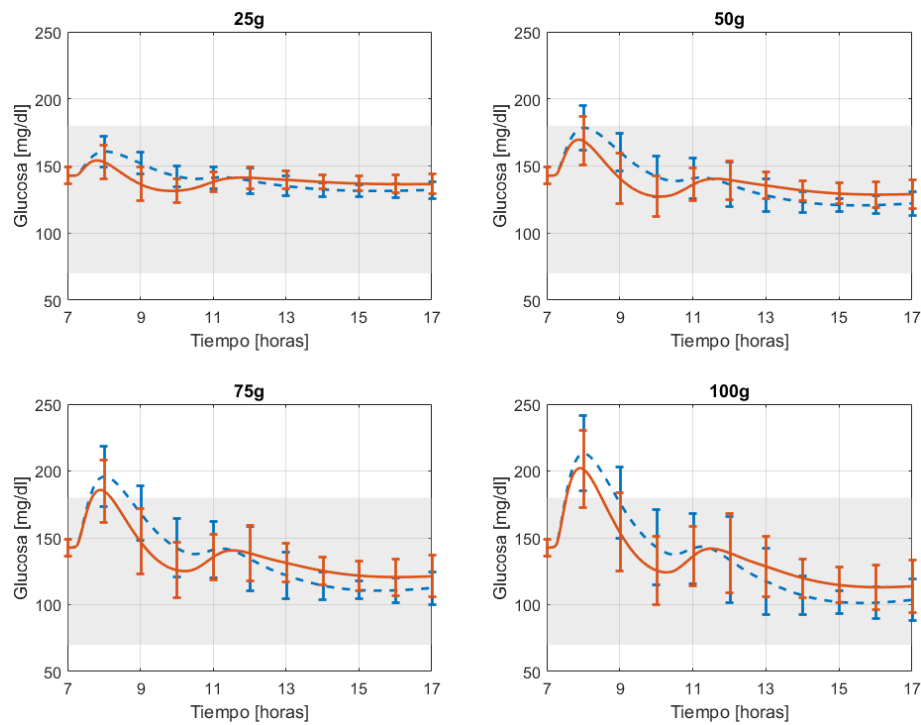 25g
250
200
150
100
50
Glucosa [mg/dl]
7 9 11 13 15 17
Tiempo [horas]
50g
250
200
150
100
50
Glucosa [mg/dl]
7 9 11 13 15 17
Tiempo [horas]
75g
250
200
150
100
50
Glucosa [mg/dl]
7 9 11 13 15 17
Tiempo [horas]
100g
250
200
150
100
50
Glucosa [mg/dl]
7 9 11 13 15 17
Tiempo [horas]